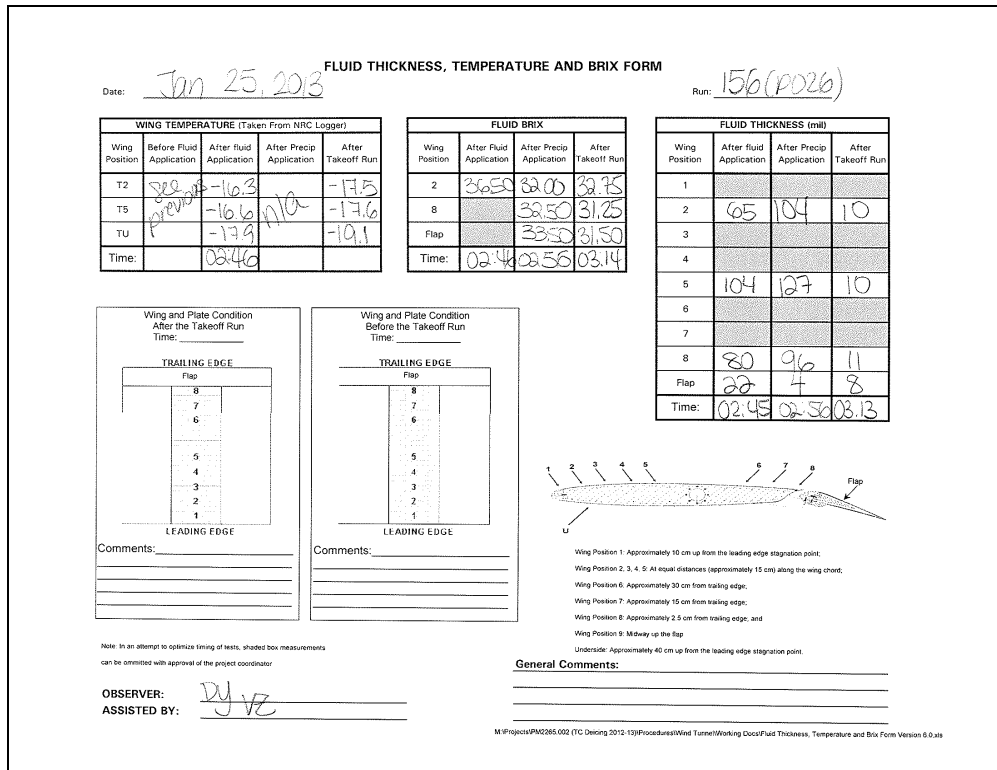 FLUID THICKNESS, TEMPERATURE AND BRIX FORM
Date: Jan 25, 2013
Run: 156 (P026)
WING TEMPERATURE (Taken From NRC Logger)
Wing Position Before Fluid Application After fluid Application After Precip Application After Takeoff Run
T2 see previous -16.3 n/a -17.5
T5 -16.6 -17.6
TU -17.9 -19.1
Time: 02:46
FLUID BRIX
Wing Position After Fluid Application After Precip Application After Takeoff Run
2 36.50 32.00 32.75
8 32.50 31.25
Flap 33.50 31.50
Time: 02:46 02:56 03:14
FLUID THICKNESS (mil)
Wing Position After fluid Application After Precip Application After Takeoff Run
1
2 65 104 10
3
4
5 104 127 10
6
7
8 80 96 11
Flap 22 4 8
Time: 02:45 02:56 03:13
Wing and Plate Condition
After the Takeoff Run
Time:
TRAILING EDGE
Flap
8
7
6
5
4
3
2
1
LEADING EDGE
Comments:
Wing and Plate Condition
Before the Takeoff Run
Time:
TRAILING EDGE
Flap
8
7
6
5
4
3
2
1
LEADING EDGE
Comments:
1 2 3 4 5 6 7 8 Flap
U
Wing Position 1: Approximately 10 cm up from the leading edge stagnation point;
Wing Position 2, 3, 4, 5: At equal distances (approximately 15 cm) along the wing chord;
Wing Position 6: Approximately 30 cm from trailing edge;
Wing Position 7: Approximately 15 cm from trailing edge;
Wing Position 8: Approximately 2.5 cm from trailing edge; and
Wing Position 9: Midway up the flap
Underside: Approximately 40 cm up from the leading edge stagnation point.
Note: In an attempt to optimize timing of tests, shaded box measurements
can be ommitted with approval of the project coordinator
General Comments:
OBSERVER: DY
ASSISTED BY: VZ
M:\Projects\PM2265.002 (TC Deicing 2012-13)\Procedures\Wind Tunnel\Working Docs\Fluid Thickness, Temperature and Brix Form Version 6.0.xls